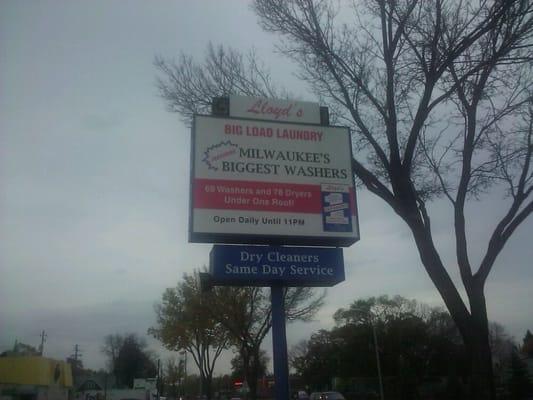 Lloyd's
BIG LOAD LAUNDRY
MILWAUKEE'S
BIGGEST WASHERS
69 Washers and 78 Dryers
Under One Roof!
Open Daily Until 11PM
Dry Cleaners
Same Day Service